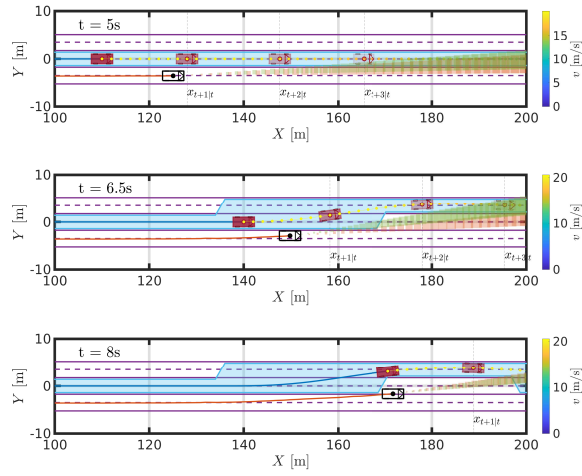 t = 5s
10
0
-10
Y [m]
100
120
140
160
180
200
X [m]
x_{t+1|t}
x_{t+2|t}
x_{t+3|t}
20
15
10
5
0
v [m/s]
t = 6.5s
10
0
-10
Y [m]
100
120
140
160
180
200
X [m]
x_{t+1|t}
x_{t+2|t}
x_{t+3|t}
20
10
0
v [m/s]
t = 8s
10
0
-10
Y [m]
100
120
140
160
180
200
X [m]
x_{t+1|t}
20
10
0
v [m/s]